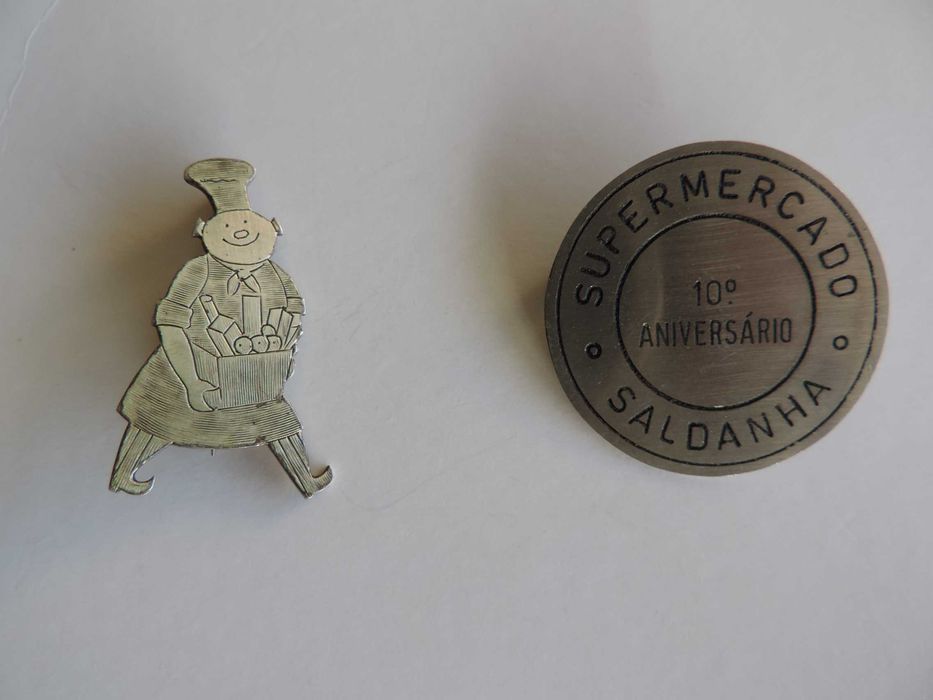 SUPERMERCADO
10º
ANIVERSÁRIO
SALDANHA